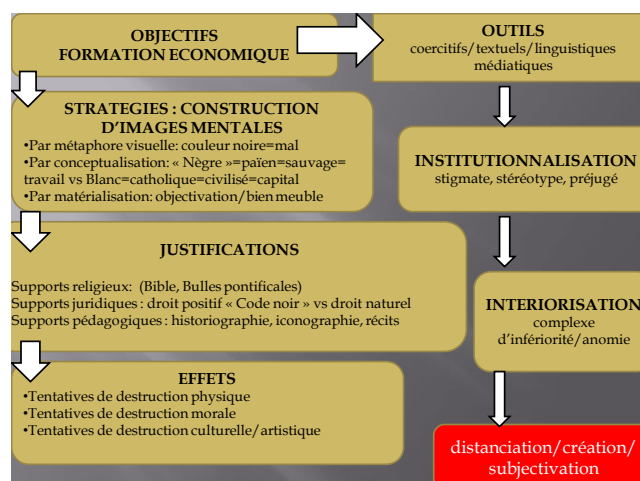 OBJECTIFS
FORMATION ECONOMIQUE
STRATEGIES : CONSTRUCTION
D'IMAGES MENTALES
•Par métaphore visuelle: couleur noire=mal
•Par conceptualisation: « Nègre »=païen=sauvage=
travail vs Blanc=catholique=civilisé=capital
•Par matérialisation: objectivation/bien meuble
JUSTIFICATIONS
Supports religieux: (Bible, Bulles pontificales)
Supports juridiques : droit positif « Code noir » vs droit naturel
Supports pédagogiques : historiographie, iconographie, récits
EFFETS
•Tentatives de destruction physique
•Tentatives de destruction morale
•Tentatives de destruction culturelle/artistique
OUTILS
coercitifs/textuels/linguistiques
médiatiques
INSTITUTIONNALISATION
stigmate, stéréotype, préjugé
INTERIORISATION
complexe
d'infériorité/anomie
distanciation/création/
subjectivation